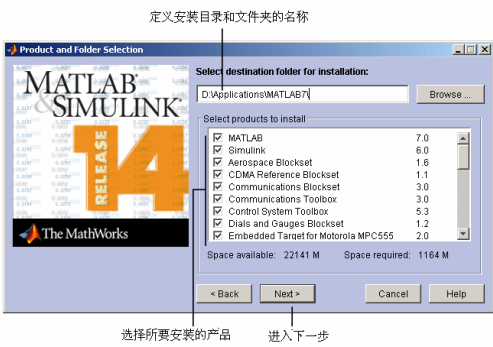 定义安装目录和文件夹的名称
Product and Folder Selection
MATLAB
&SIMULINK
RELEASE
14
The MathWorks
Select destination folder for installation:
D:\Applications\MATLAB7\
Browse ...
Select products to install
MATLAB 7.0
Simulink 6.0
Aerospace Blockset 1.6
CDMA Reference Blockset 1.1
Communications Blockset 3.0
Communications Toolbox 3.0
Control System Toolbox 5.3
Dials and Gauges Blockset 1.2
Embedded Target for Motorola MPC555 2.0
Space available: 22141 M Space required: 1164 M
< Back Next > Cancel Help
选择所要安装的产品 进入下一步